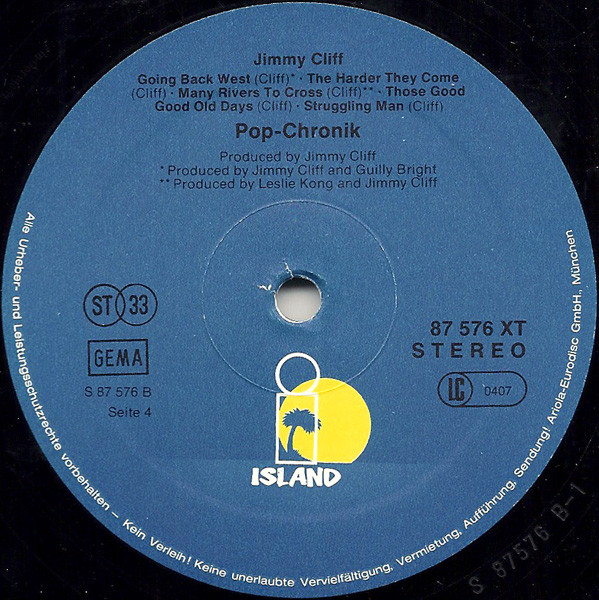 Jimmy Cliff
Going Back West (Cliff)* · The Harder They Come
(Cliff) · Many Rivers To Cross (Cliff)** · Those Good
Good Old Days (Cliff) · Struggling Man (Cliff)
Pop-Chronik
Produced by Jimmy Cliff
* Produced by Jimmy Cliff and Guilly Bright
** Produced by Leslie Kong and Jimmy Cliff
ST 33
GEMA
S 87 576 B
Seite 4
87 576 XT
STEREO
LC 0407
ISLAND
Alle Urheber- und Leistungsschutzrechte vorbehalten – Kein Verleih! Keine unerlaubte Vervielfältigung, Vermietung, Aufführung, Sendung! Ariola-Eurodisc GmbH., München
S 87576 B-1